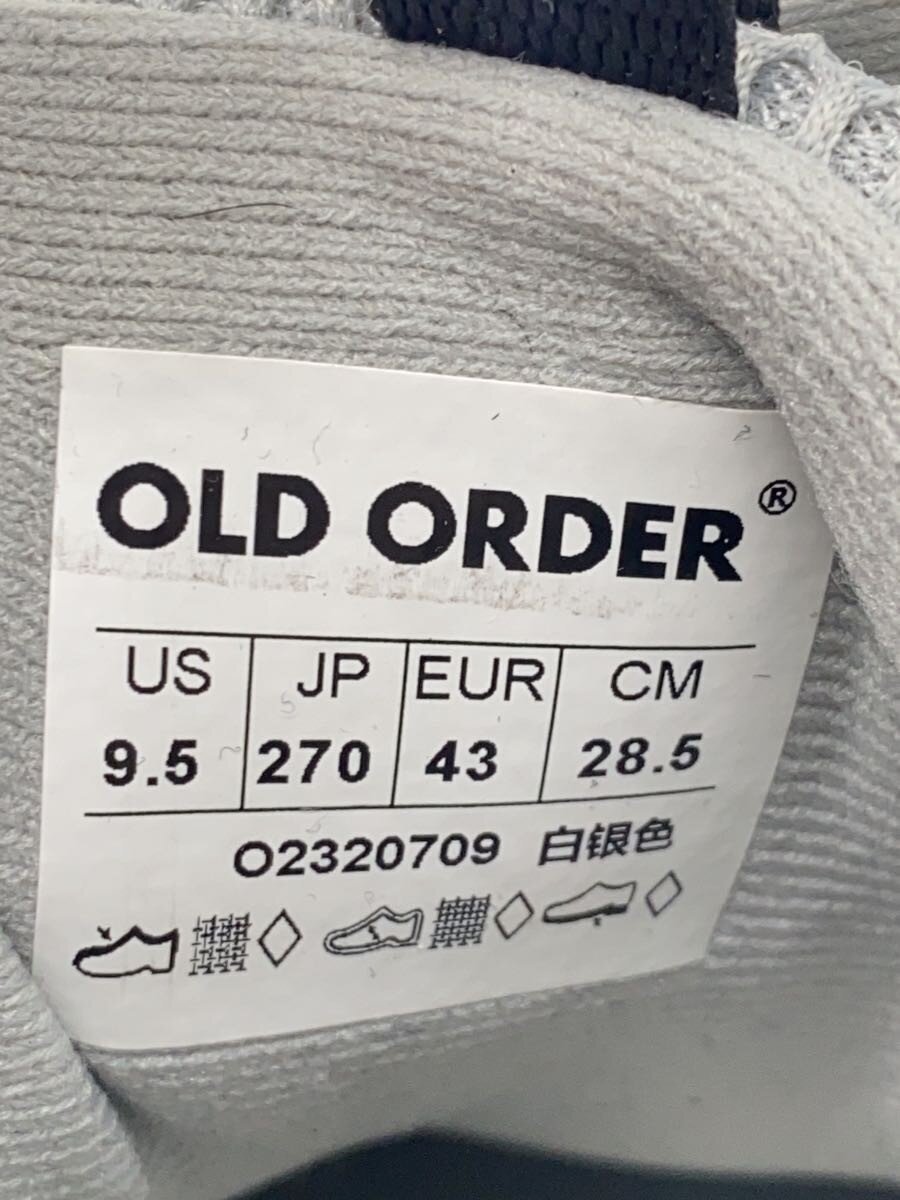 OLD ORDER ®
US JP EUR CM
9.5 270 43 28.5
O2320709 白银色